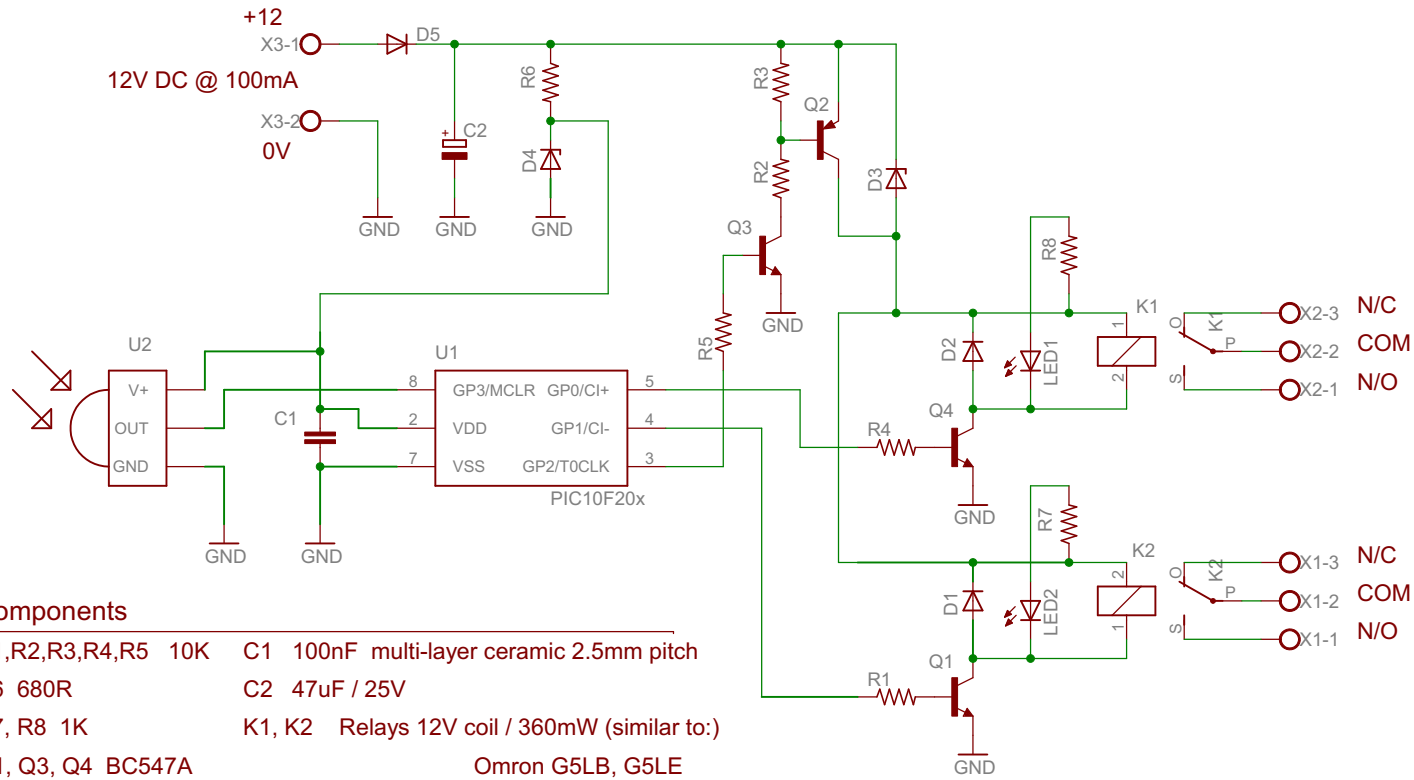 +12
X3-1
D5
12V DC @ 100mA
X3-2
0V
R6
R3
Q2
C2
+
D4
R2
D3
GND
GND
GND
Q3
R8
GND
K1
X2-3 N/C
X2-2 COM
X2-1 N/O
1
2
O
P
S
K1
D2
LED1
Q4
R4
GND
R5
U2
V+
OUT
GND
GND
C1
GND
U1
8 GP3/MCLR GP0/CI+ 5
2 VDD GP1/CI- 4
7 VSS GP2/T0CLK 3
PIC10F20x
R7
K2
2
1
O
P
S
K2
X1-3 N/C
X1-2 COM
X1-1 N/O
D1
LED2
Q1
R1
GND
omponents
,R2,R3,R4,R5 10K C1 100nF multi-layer ceramic 2.5mm pitch
680R C2 47uF / 25V
, R8 1K K1, K2 Relays 12V coil / 360mW (similar to:)
, Q3, Q4 BC547A Omron G5LB, G5LE